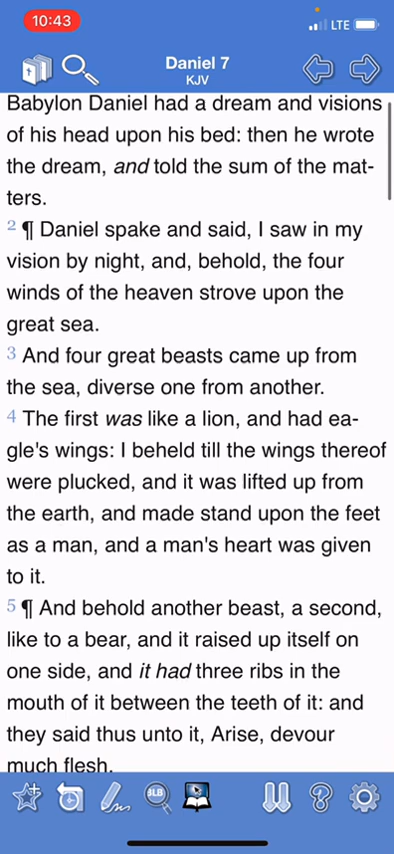 10:43
LTE
Daniel 7
KJV
Babylon Daniel had a dream and visions
of his head upon his bed: then he wrote
the dream, and told the sum of the mat-
ters.
2 ¶ Daniel spake and said, I saw in my
vision by night, and, behold, the four
winds of the heaven strove upon the
great sea.
3 And four great beasts came up from
the sea, diverse one from another.
4 The first was like a lion, and had ea-
gle's wings: I beheld till the wings thereof
were plucked, and it was lifted up from
the earth, and made stand upon the feet
as a man, and a man's heart was given
to it.
5 ¶ And behold another beast, a second,
like to a bear, and it raised up itself on
one side, and it had three ribs in the
mouth of it between the teeth of it: and
they said thus unto it, Arise, devour
much flesh.
BLB